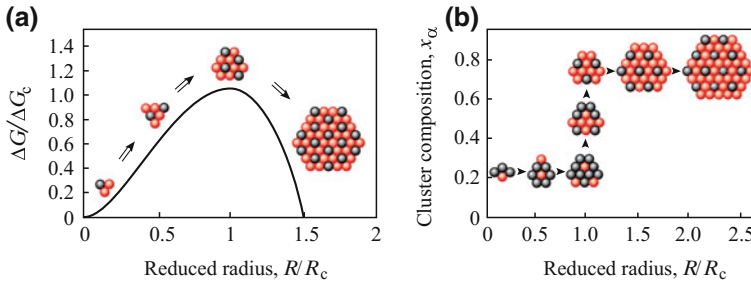 (a)
ΔG/ΔG_c
1.4
1.2
1.0
0.8
0.6
0.4
0.2
0
0 0.5 1 1.5 2
Reduced radius, R/R_c
(b)
Cluster composition, x_α
0.8
0.6
0.4
0.2
0
0 0.5 1.0 1.5 2.0 2.5
Reduced radius, R/R_c